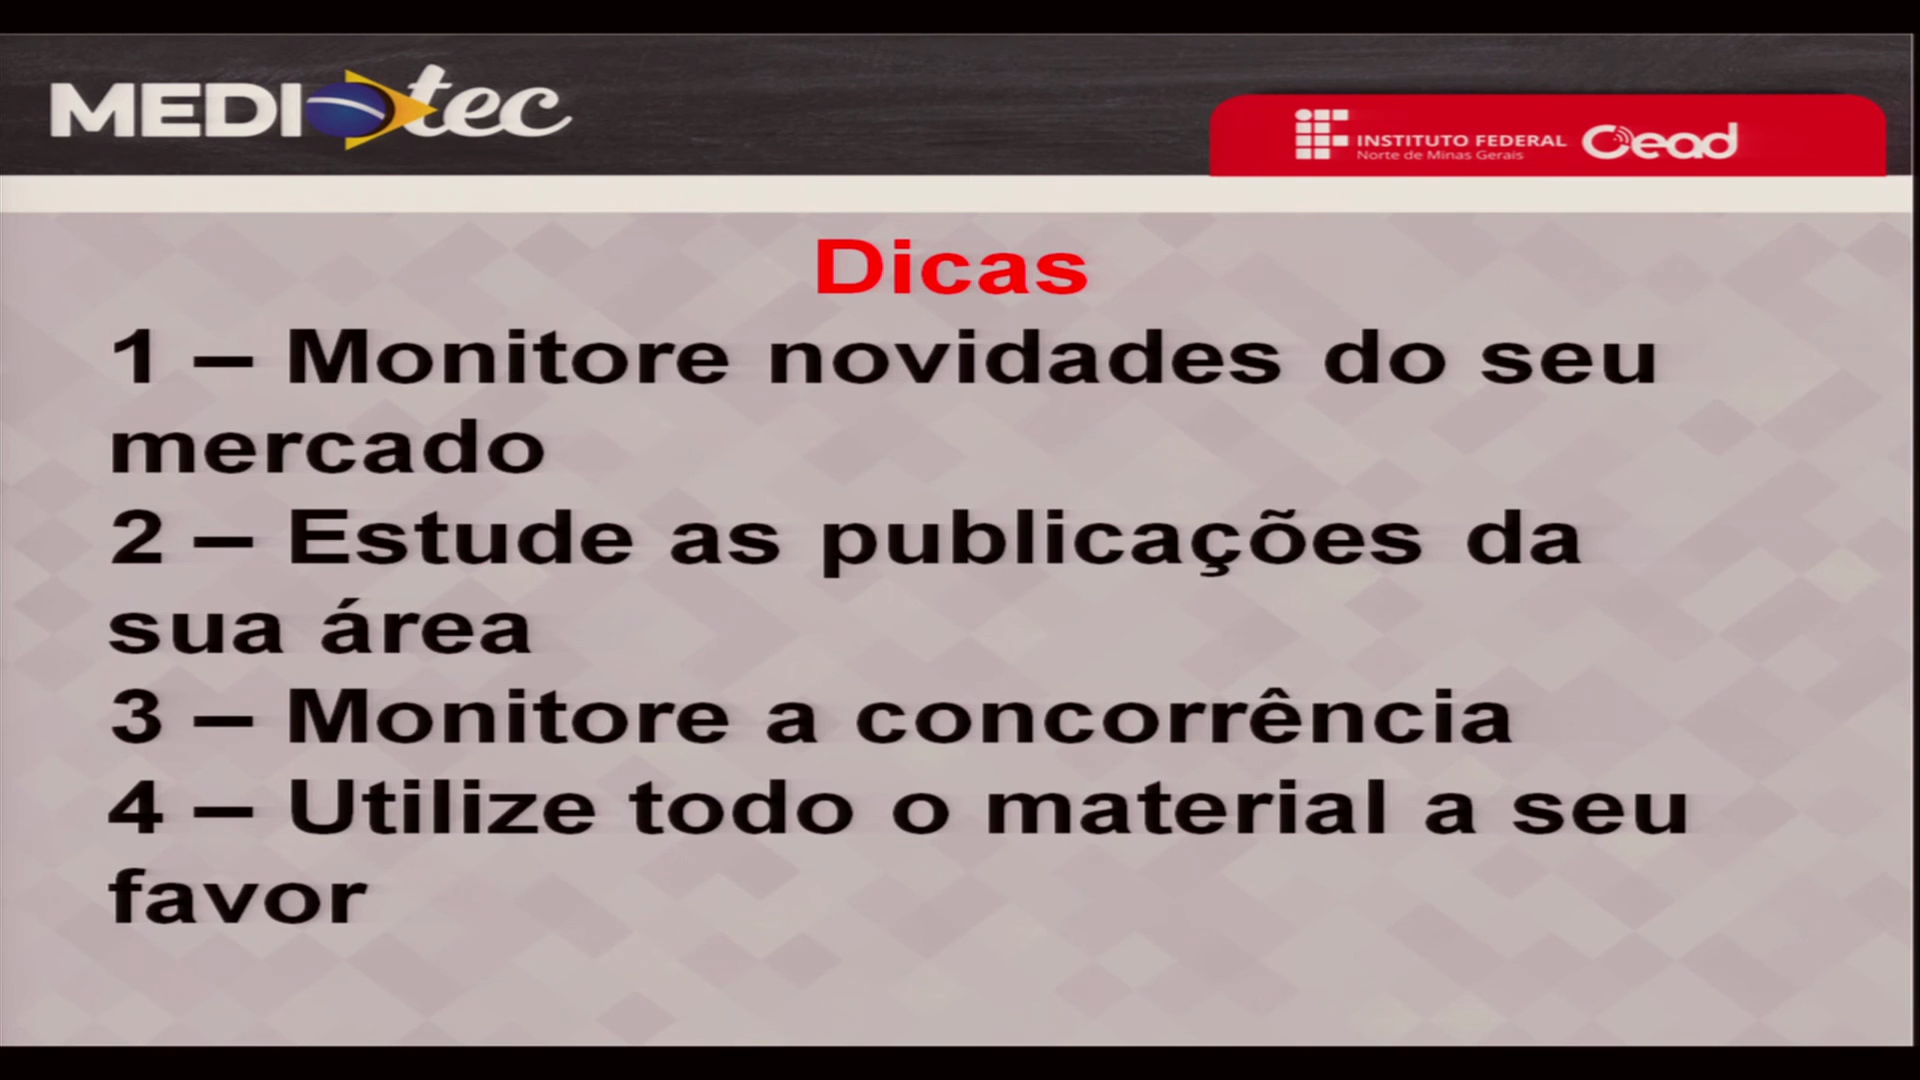 MEDIOtec
INSTITUTO FEDERAL
Norte de Minas Gerais
Cead
Dicas
1 – Monitore novidades do seu
mercado
2 – Estude as publicações da
sua área
3 – Monitore a concorrência
4 – Utilize todo o material a seu
favor